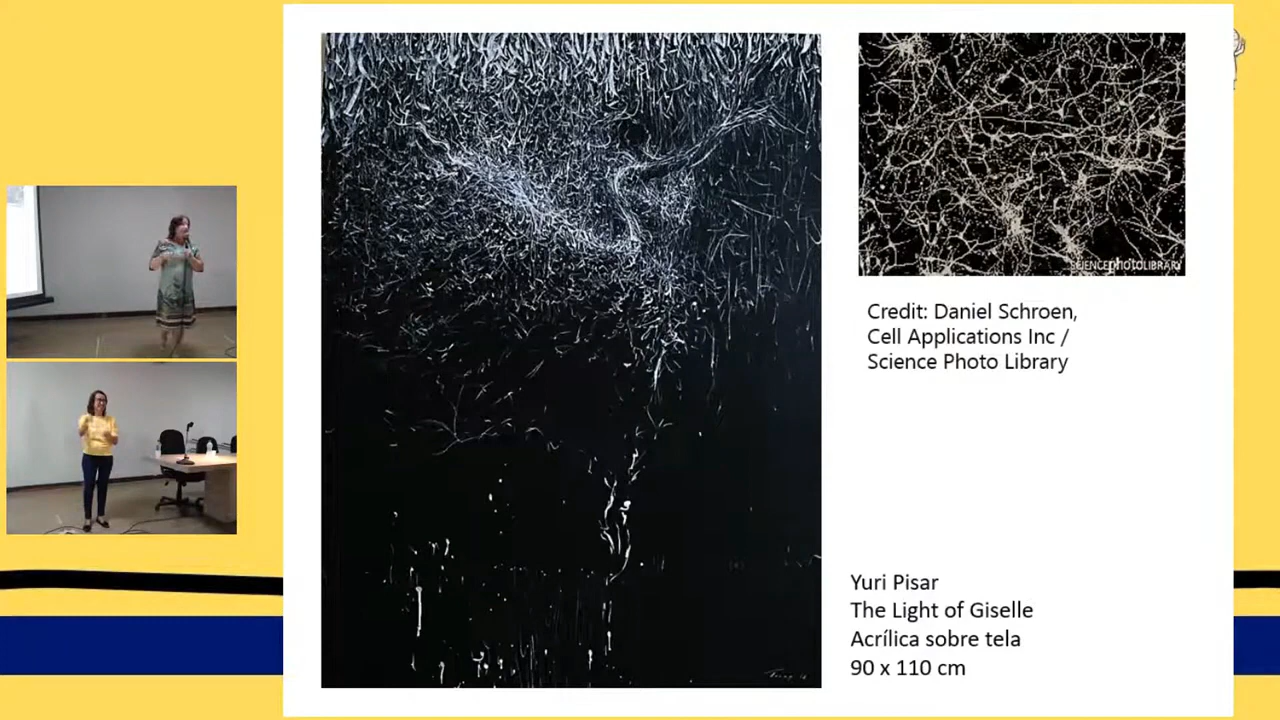 SCIENCEPHOTOLIBRARY
Credit: Daniel Schroen,
Cell Applications Inc /
Science Photo Library
Yuri Pisar
The Light of Giselle
Acrílica sobre tela
90 x 110 cm